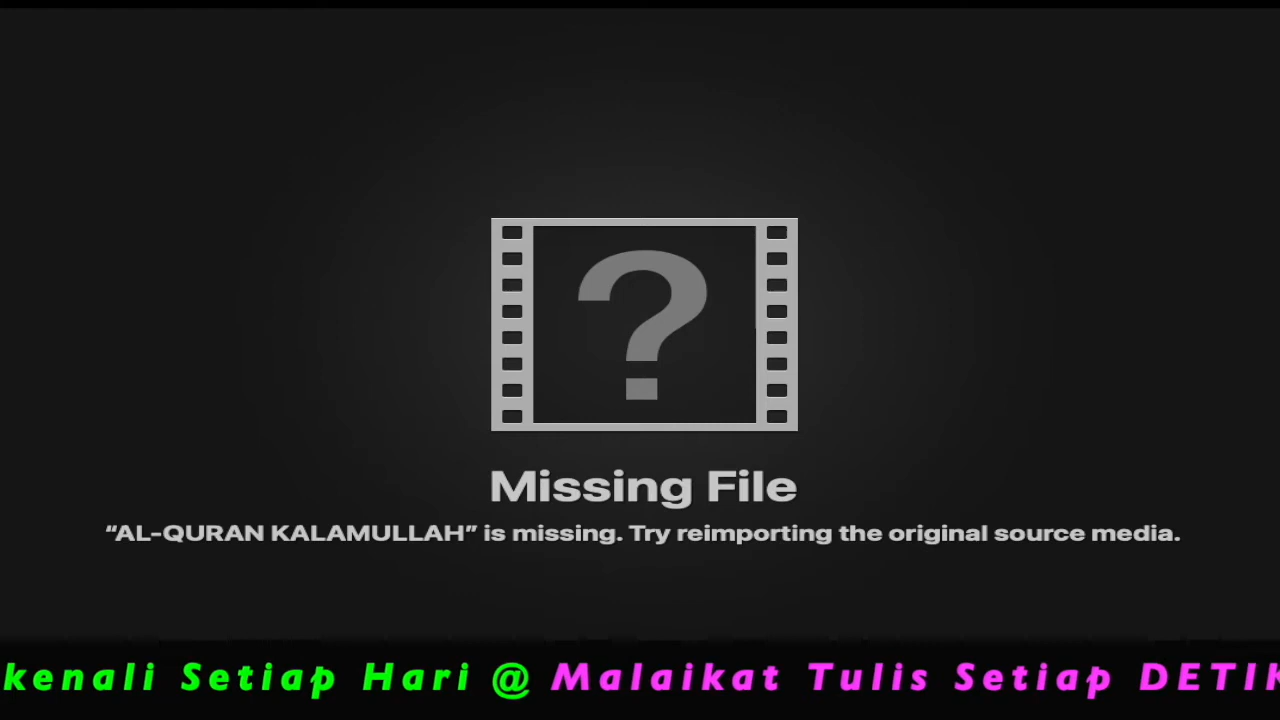 ?
Missing File
“AL-QURAN KALAMULLAH” is missing. Try reimporting the original source media.
kenali Setiap Hari @ Malaikat Tulis Setiap DETIK